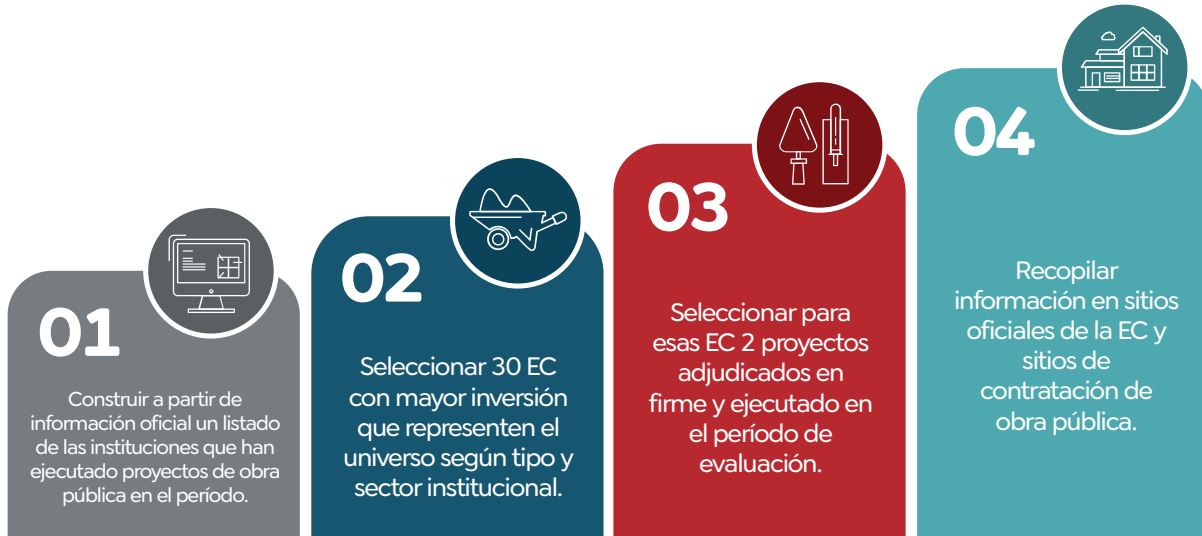 01
Construir a partir de
información oficial un listado
de las instituciones que han
ejecutado proyectos de obra
pública en el período.
02
Seleccionar 30 EC
con mayor inversión
que representen el
universo según tipo y
sector institucional.
03
Seleccionar para
esas EC 2 proyectos
adjudicados en
firme y ejecutado en
el período de
evaluación.
04
Recopilar
información en sitios
oficiales de la EC y
sitios de
contratación de
obra pública.